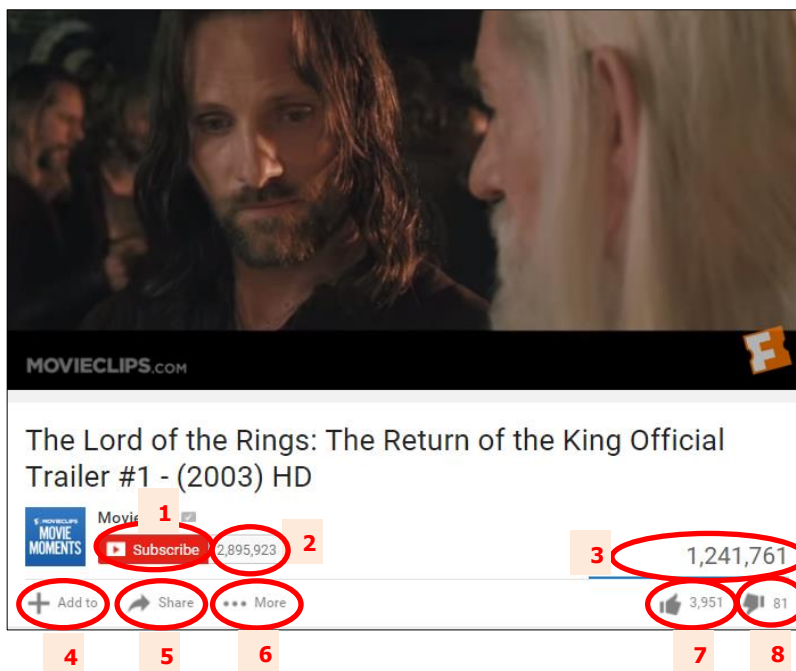 MOVIECLIPS.COM
The Lord of the Rings: The Return of the King Official
Trailer #1 - (2003) HD
MOVIECLIPS
MOVIE
MOMENTS
1
Subscribe
2,895,923
2
3
1,241,761
Add to
Share
More
3,951
81
4
5
6
7
8